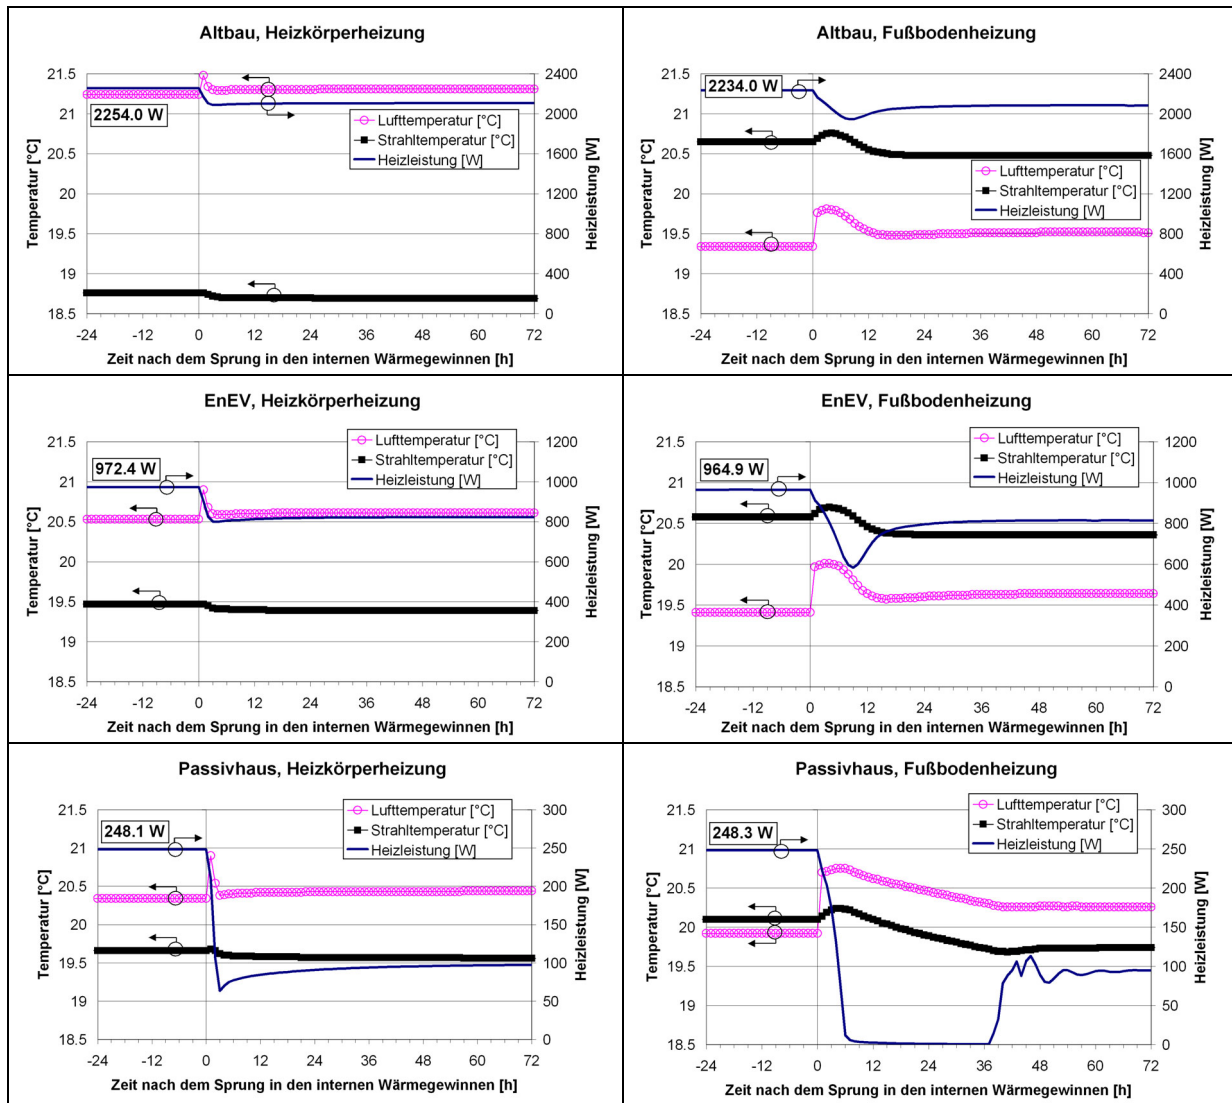 Altbau, Heizkörperheizung
21.5
21
20.5
20
19.5
19
18.5
Temperatur [°C]
2254.0 W
Lufttemperatur [°C]
Strahltemperatur [°C]
Heizleistung [W]
2400
2000
1600
1200
800
400
0
Heizleistung [W]
-24 -12 0 12 24 36 48 60 72
Zeit nach dem Sprung in den internen Wärmegewinnen [h]
Altbau, Fußbodenheizung
21.5
21
20.5
20
19.5
19
18.5
Temperatur [°C]
2234.0 W
Lufttemperatur [°C]
Strahltemperatur [°C]
Heizleistung [W]
2400
2000
1600
1200
800
400
0
Heizleistung [W]
-24 -12 0 12 24 36 48 60 72
Zeit nach dem Sprung in den internen Wärmegewinnen [h]
EnEV, Heizkörperheizung
21.5
21
20.5
20
19.5
19
18.5
Temperatur [°C]
972.4 W
Lufttemperatur [°C]
Strahltemperatur [°C]
Heizleistung [W]
1200
1000
800
600
400
200
0
Heizleistung [W]
-24 -12 0 12 24 36 48 60 72
Zeit nach dem Sprung in den internen Wärmegewinnen [h]
EnEV, Fußbodenheizung
21.5
21
20.5
20
19.5
19
18.5
Temperatur [°C]
964.9 W
Lufttemperatur [°C]
Strahltemperatur [°C]
Heizleistung [W]
1200
1000
800
600
400
200
0
Heizleistung [W]
-24 -12 0 12 24 36 48 60 72
Zeit nach dem Sprung in den internen Wärmegewinnen [h]
Passivhaus, Heizkörperheizung
21.5
21
20.5
20
19.5
19
18.5
Temperatur [°C]
248.1 W
Lufttemperatur [°C]
Strahltemperatur [°C]
Heizleistung [W]
300
250
200
150
100
50
0
Heizleistung [W]
-24 -12 0 12 24 36 48 60 72
Zeit nach dem Sprung in den internen Wärmegewinnen [h]
Passivhaus, Fußbodenheizung
21.5
21
20.5
20
19.5
19
18.5
Temperatur [°C]
248.3 W
Lufttemperatur [°C]
Strahltemperatur [°C]
Heizleistung [W]
300
250
200
150
100
50
0
Heizleistung [W]
-24 -12 0 12 24 36 48 60 72
Zeit nach dem Sprung in den internen Wärmegewinnen [h]